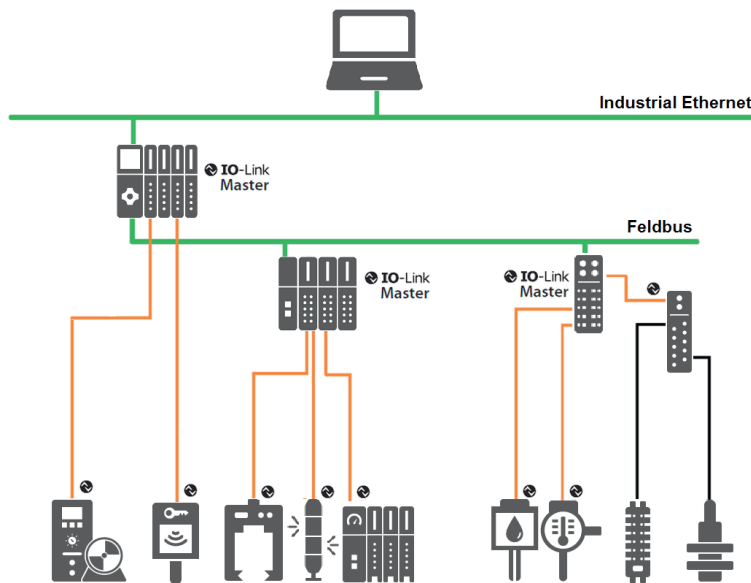 Industrial Ethernet
IO-Link
Master
Feldbus
IO-Link
Master
IO-Link
Master